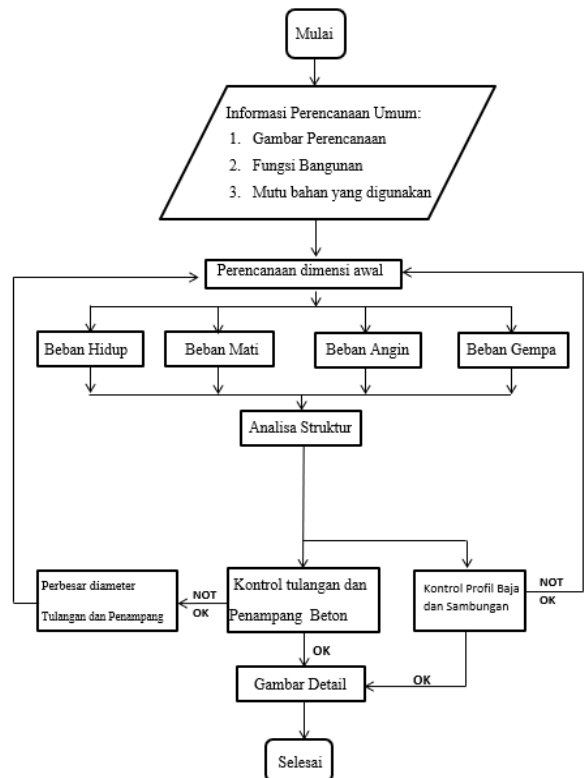 Mulai
Informasi Perencanaan Umum:
1. Gambar Perencanaan
2. Fungsi Bangunan
3. Mutu bahan yang digunakan
Perencanaan dimensi awal
Beban Hidup
Beban Mati
Beban Angin
Beban Gempa
Analisa Struktur
Perbesar diameter
Tulangan dan Penampang
NOT
OK
Kontrol tulangan dan
Penampang Beton
Kontrol Profil Baja
dan Sambungan
NOT
OK
OK
OK
Gambar Detail
Selesai